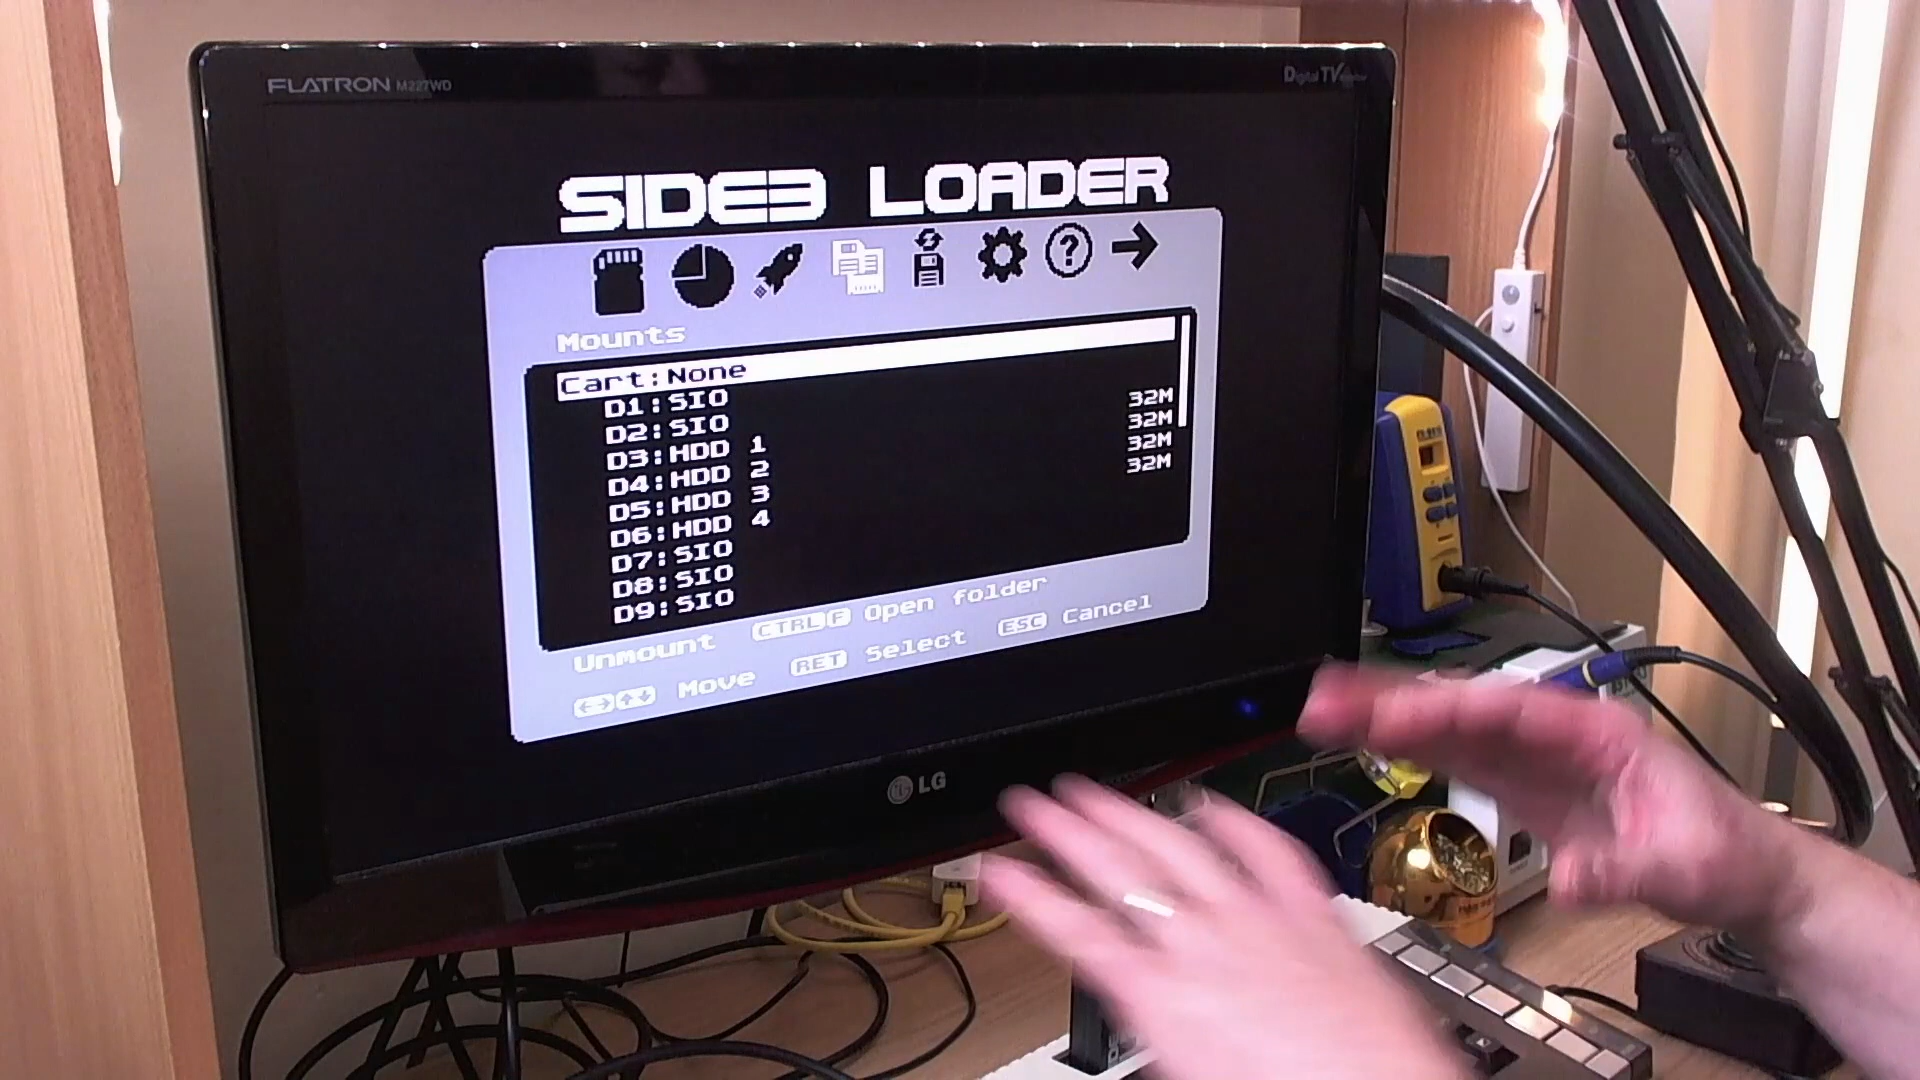 FLATRON M227WD
Digital TV
SIDE3 LOADER
Mounts
Cart:None
D1:SIO
D2:SIO
D3:HDD 1 32M
D4:HDD 2 32M
D5:HDD 3 32M
D6:HDD 4 32M
D7:SIO
D8:SIO
D9:SIO
Unmount CTRL F Open folder
Move RET Select ESC Cancel
LG